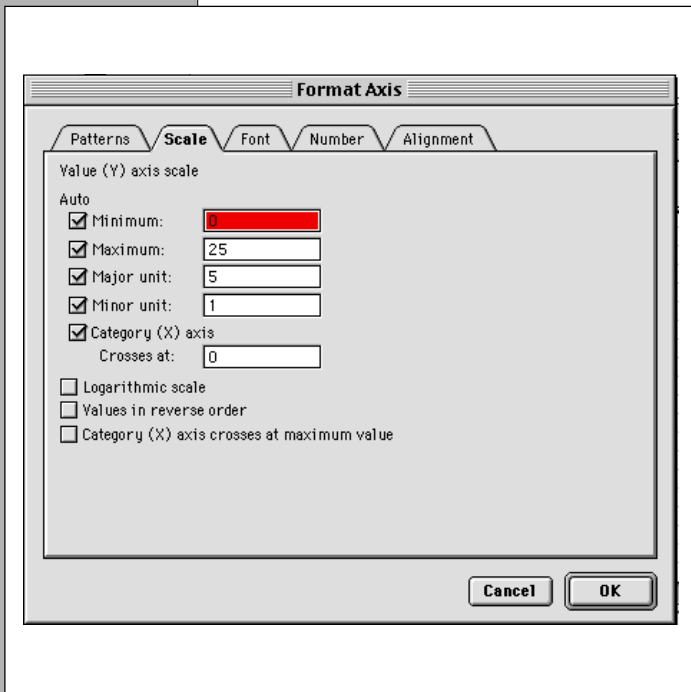 Format Axis
Patterns Scale Font Number Alignment
Value (Y) axis scale
Auto
Minimum: 0
Maximum: 25
Major unit: 5
Minor unit: 1
Category (X) axis
Crosses at: 0
Logarithmic scale
Values in reverse order
Category (X) axis crosses at maximum value
Cancel OK